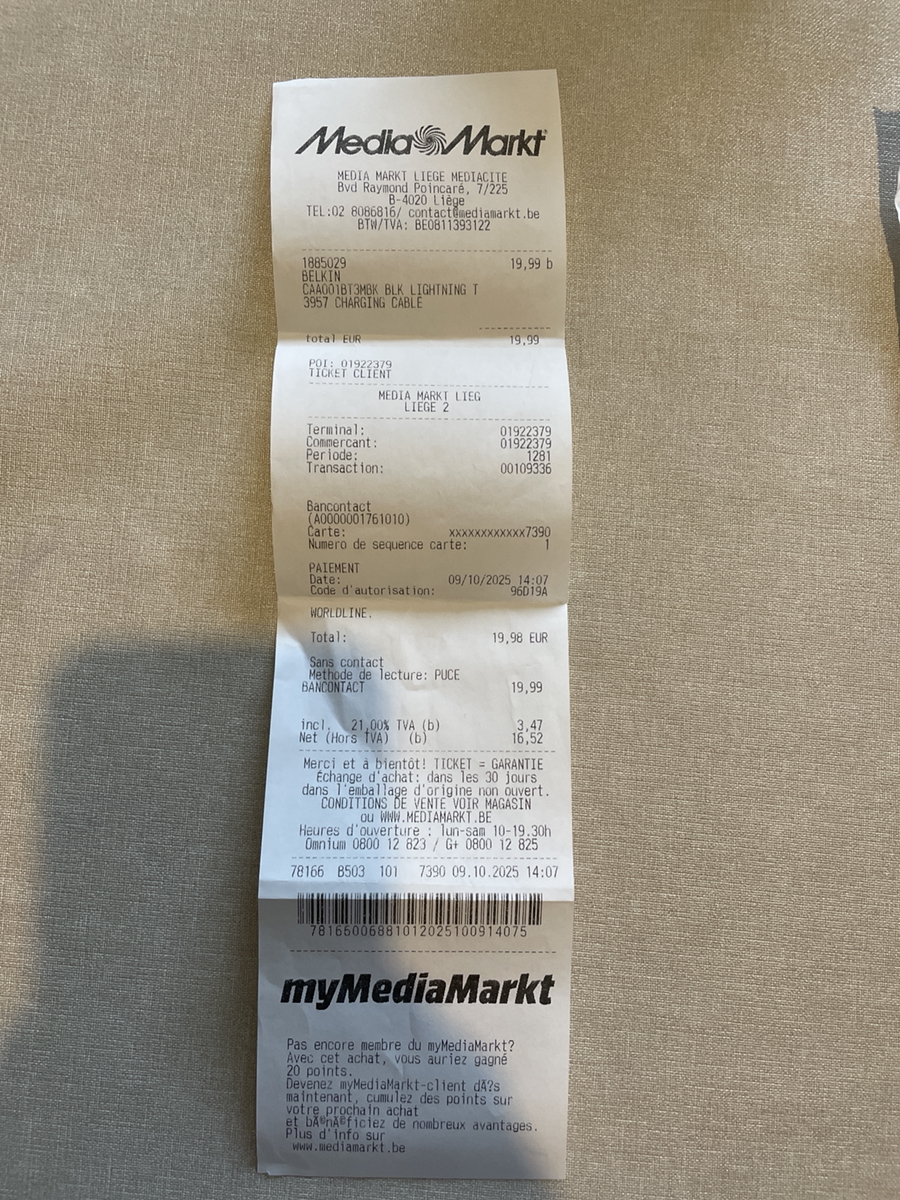 Media Markt
MEDIA MARKT LIEGE MEDIACITE
Bvd Raymond Poincaré, 7/225
B-4020 Liège
TEL:02 8086816/ contact@mediamarkt.be
BTW/TVA: BE0811393122
1885029 19,99 b
BELKIN
CAA001BT3MBK BLK LIGHTNING T
3957 CHARGING CABLE
total EUR 19,99
POI: 01922379
TICKET CLIENT
MEDIA MARKT LIEG
LIEGE 2
Terminal: 01922379
Commercant: 01922379
Periode: 1281
Transaction: 00109336
Bancontact
(A0000001761010)
Carte: xxxxxxxxxxxx7390
Numero de sequence carte: 1
PAIEMENT
Date: 09/10/2025 14:07
Code d'autorisation: 96D19A
WORLDLINE.
Total: 19,98 EUR
Sans contact
Methode de lecture: PUCE
BANCONTACT 19,99
incl. 21,00% TVA (b) 3,47
Net (Hors TVA) (b) 16,52
Merci et à bientôt! TICKET = GARANTIE
Échange d'achat: dans les 30 jours
dans l'emballage d'origine non ouvert.
CONDITIONS DE VENTE VOIR MAGASIN
ou WWW.MEDIAMARKT.BE
Heures d'ouverture : lun-sam 10-19.30h
Omnium 0800 12 823 / G+ 0800 12 825
78166 B503 101 7390 09.10.2025 14:07
78166006881012025100914075
myMediaMarkt
Pas encore membre du myMediaMarkt?
Avec cet achat, vous auriez gagné
20 points.
Devenez myMediaMarkt-client dÃ?s
maintenant, cumulez des points sur
votre prochain achat
et bÃ©nÃ©ficiez de nombreux avantages.
Plus d'info sur
www.mediamarkt.be